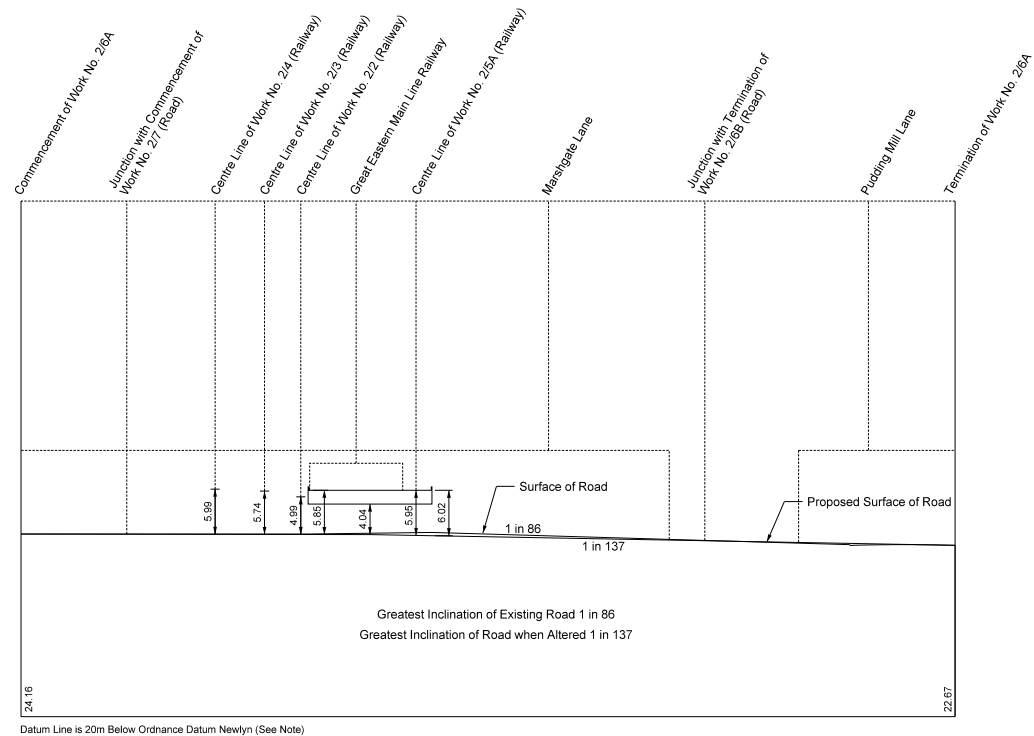 Commencement of Work No. 2/6A
Junction with Commencement of
Work No. 2/7 (Road)
Centre Line of Work No. 2/4 (Railway)
Centre Line of Work No. 2/3 (Railway)
Centre Line of Work No. 2/2 (Railway)
Great Eastern Main Line Railway
Centre Line of Work No. 2/5A (Railway)
Marshgate Lane
Junction with Termination of
Work No. 2/6B (Road)
Pudding Mill Lane
Termination of Work No. 2/6A
5.99
5.74
4.99
5.85
4.04
5.95
6.02
Surface of Road
Proposed Surface of Road
1 in 86
1 in 137
Greatest Inclination of Existing Road 1 in 86
Greatest Inclination of Road when Altered 1 in 137
24.16
22.67
Datum Line is 20m Below Ordnance Datum Newlyn (See Note)